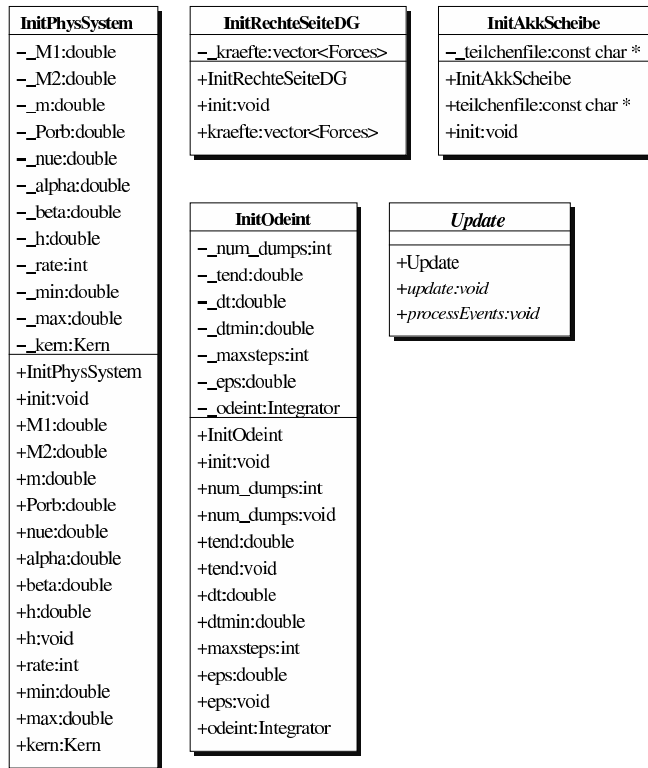 InitPhysSystem
–_M1:double
–_M2:double
–_m:double
–_Porb:double
–_nue:double
–_alpha:double
–_beta:double
–_h:double
–_rate:int
–_min:double
–_max:double
–_kern:Kern
+InitPhysSystem
+init:void
+M1:double
+M2:double
+m:double
+Porb:double
+nue:double
+alpha:double
+beta:double
+h:double
+h:void
+rate:int
+min:double
+max:double
+kern:Kern
InitRechteSeiteDG
–_kraefte:vector<Forces>
+InitRechteSeiteDG
+init:void
+kraefte:vector<Forces>
InitAkkScheibe
–_teilchenfile:const char *
+InitAkkScheibe
+teilchenfile:const char *
+init:void
InitOdeint
–_num_dumps:int
–_tend:double
–_dt:double
–_dtmin:double
–_maxsteps:int
–_eps:double
–_odeint:Integrator
+InitOdeint
+init:void
+num_dumps:int
+num_dumps:void
+tend:double
+tend:void
+dt:double
+dtmin:double
+maxsteps:int
+eps:double
+eps:void
+odeint:Integrator
Update
+Update
+update:void
+processEvents:void